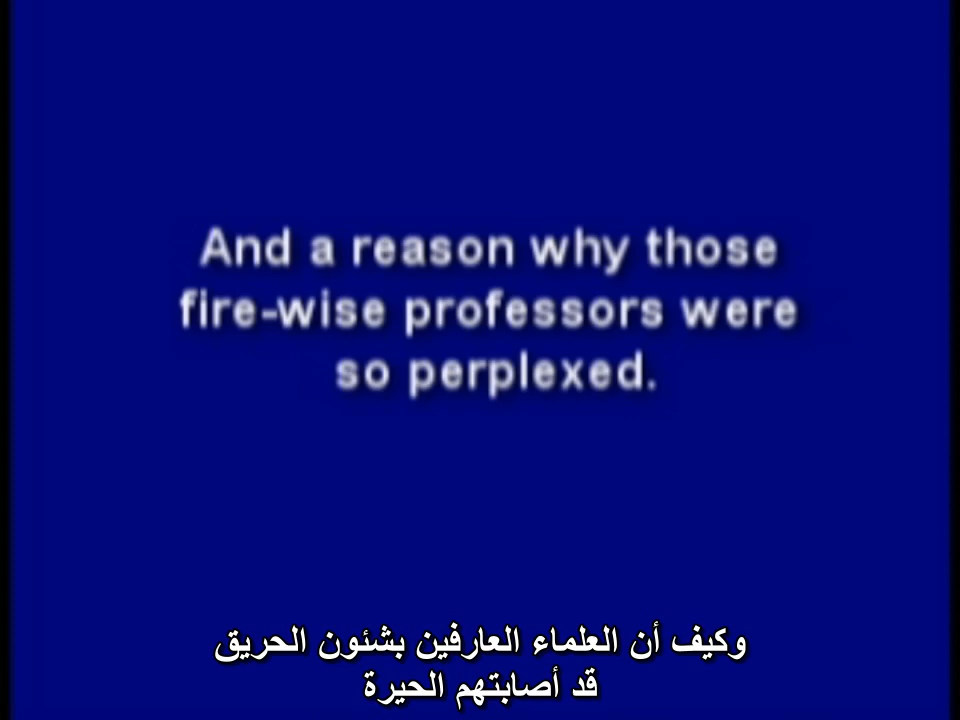 And a reason why those
fire-wise professors were
so perplexed.
وكيف أن العلماء العارفين بشئون الحريق
قد أصابتهم الحيرة